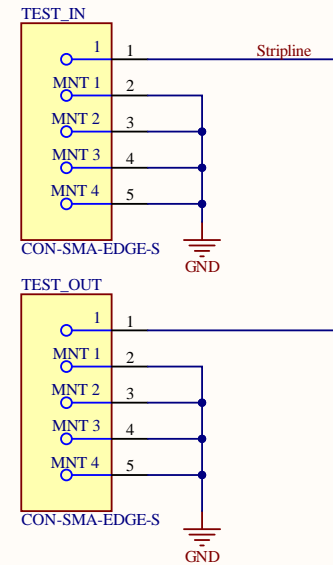 TEST_IN
1 1 Stripline
MNT 1 2
MNT 2 3
MNT 3 4
MNT 4 5
CON-SMA-EDGE-S
GND
TEST_OUT
1 1
MNT 1 2
MNT 2 3
MNT 3 4
MNT 4 5
CON-SMA-EDGE-S
GND